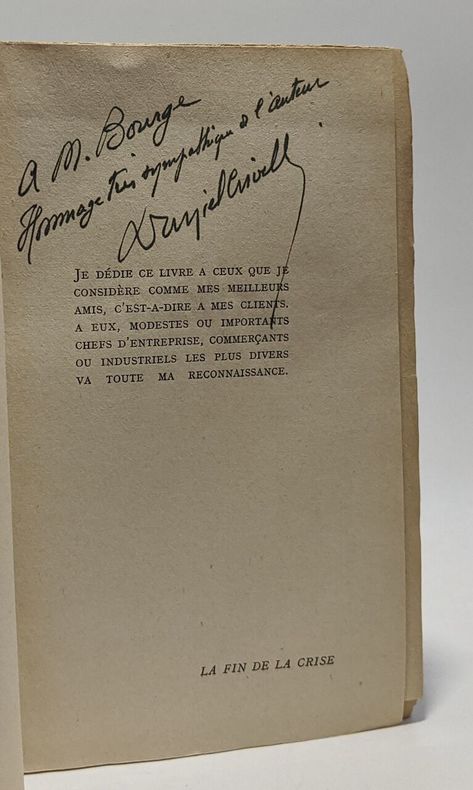 A M. Bourge
Hommage très sympathique de l'auteur
Daniel
JE DÉDIE CE LIVRE A CEUX QUE JE
CONSIDÈRE COMME MES MEILLEURS
AMIS, C'EST-A-DIRE A MES CLIENTS.
A EUX, MODESTES OU IMPORTANTS
CHEFS D'ENTREPRISE, COMMERÇANTS
OU INDUSTRIELS LES PLUS DIVERS
VA TOUTE MA RECONNAISSANCE.
LA FIN DE LA CRISE